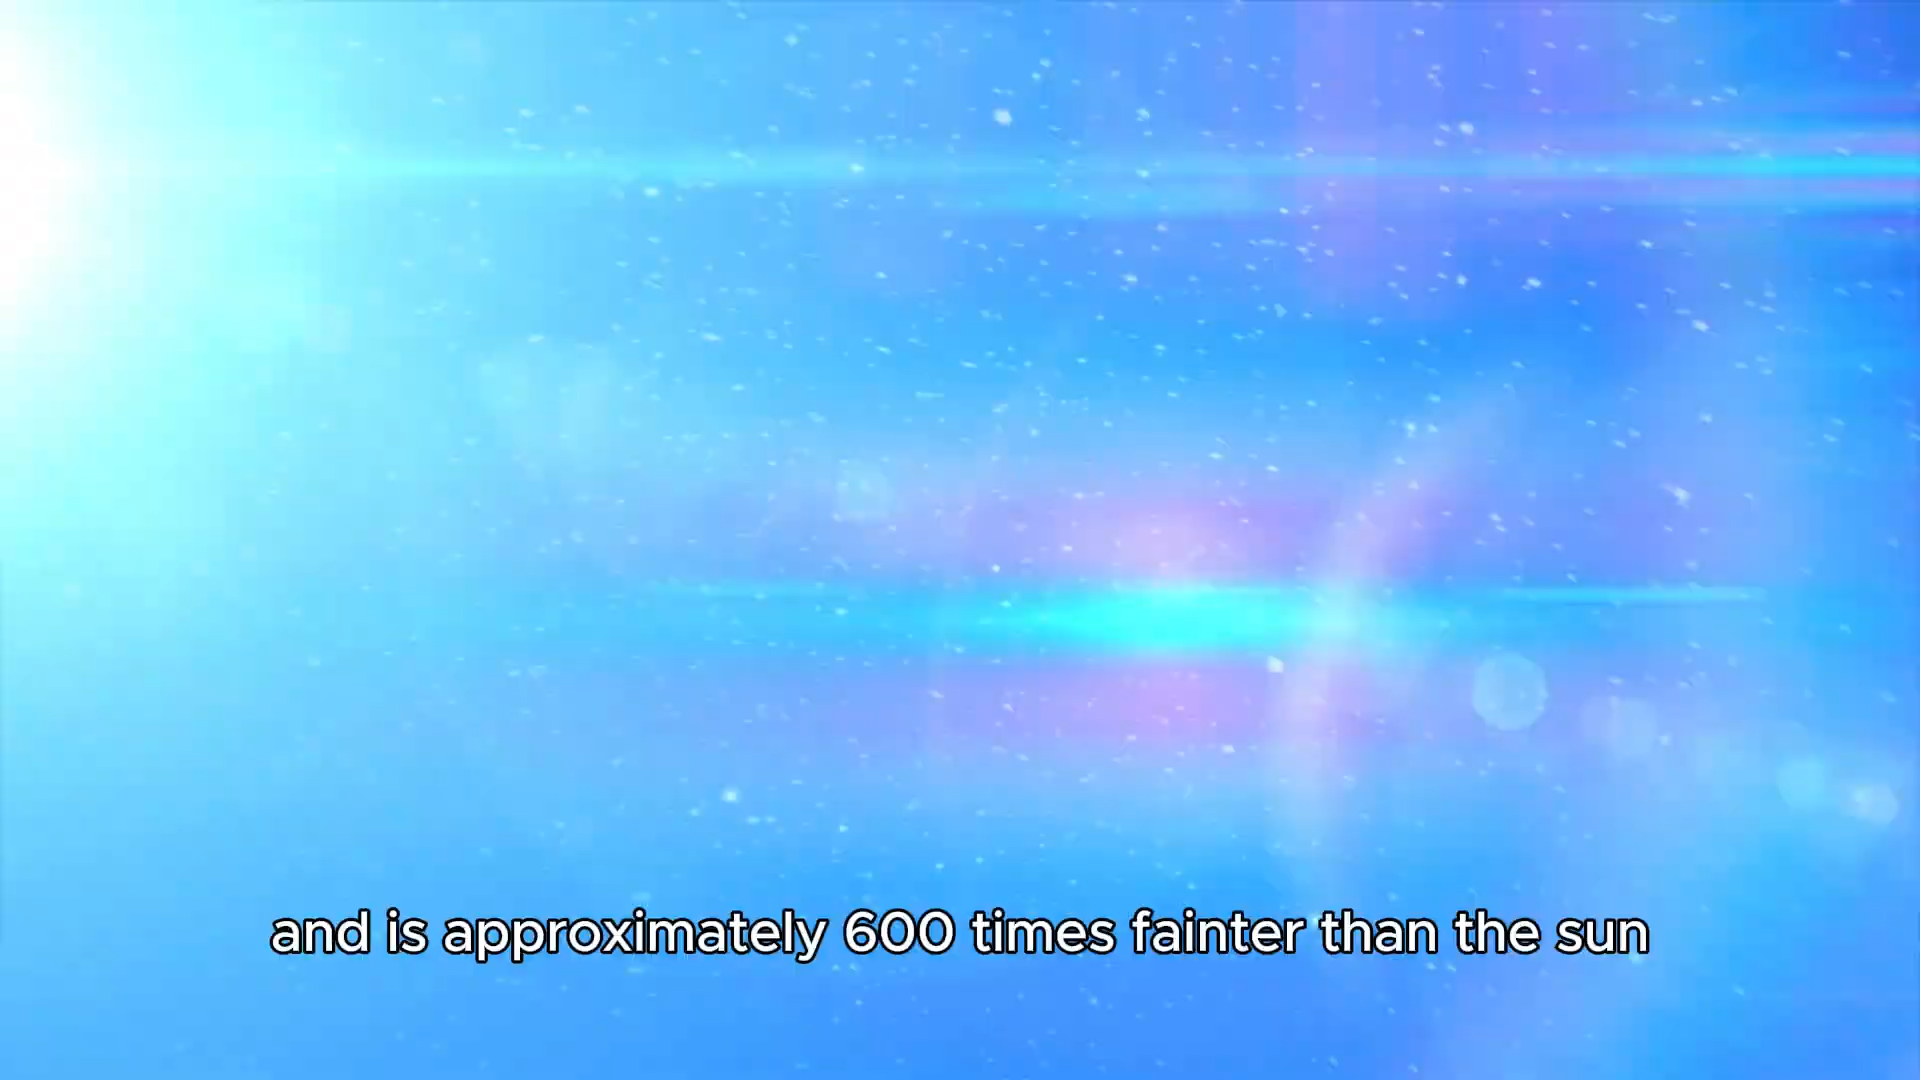 and is approximately 600 times fainter than the sun